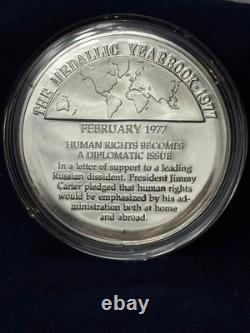 THE MEDALLIC YEARBOOK·1977
FEBRUARY 1977
HUMAN RIGHTS BECOMES
A DIPLOMATIC ISSUE
In a letter of support to a leading
Russian dissident, President Jimmy
Carter pledged that human rights
would be emphasized by his ad-
ministration both at home
and abroad.